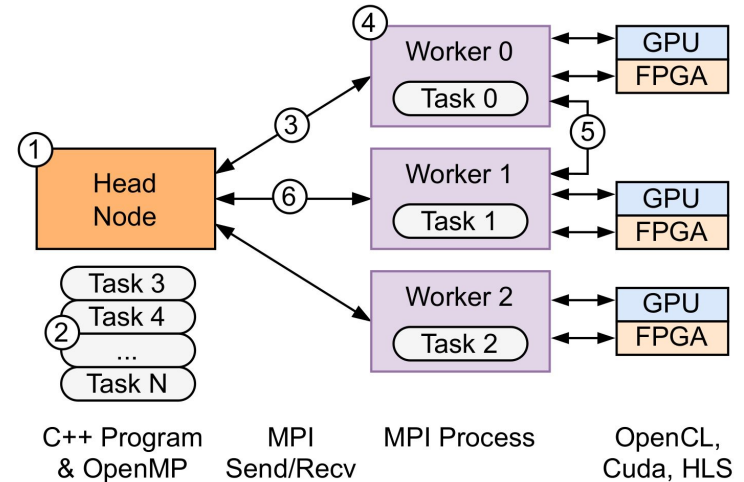 1
Head
Node
2
Task 3
Task 4
...
Task N
3
6
4
Worker 0
Task 0
5
Worker 1
Task 1
Worker 2
Task 2
GPU
FPGA
GPU
FPGA
GPU
FPGA
C++ Program
& OpenMP
MPI
Send/Recv
MPI Process
OpenCL,
Cuda, HLS